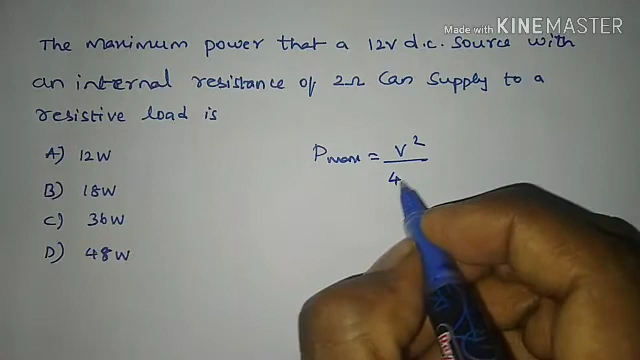 Made with KINEMASTER
The Maximum power that a 12V d.c. source with
an internal resistance of 2Ω Can Supply to a
resistive load is
A) 12W
B) 18W
C) 36W
D) 48W
Pmax = V²
4